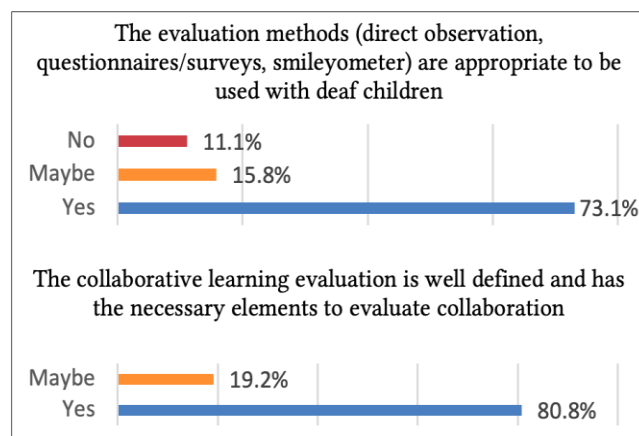 The evaluation methods (direct observation,
questionnaires/surveys, smileyometer) are appropriate to be
used with deaf children
No 11.1%
Maybe 15.8%
Yes 73.1%
The collaborative learning evaluation is well defined and has
the necessary elements to evaluate collaboration
Maybe 19.2%
Yes 80.8%